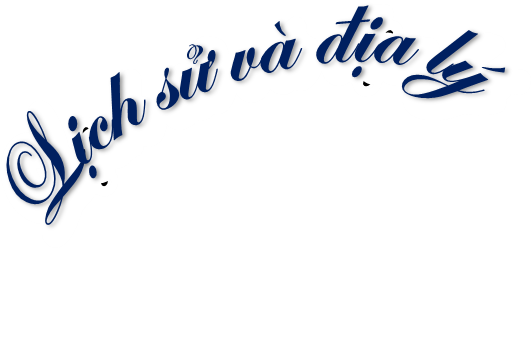 Lịch sử và địa lý